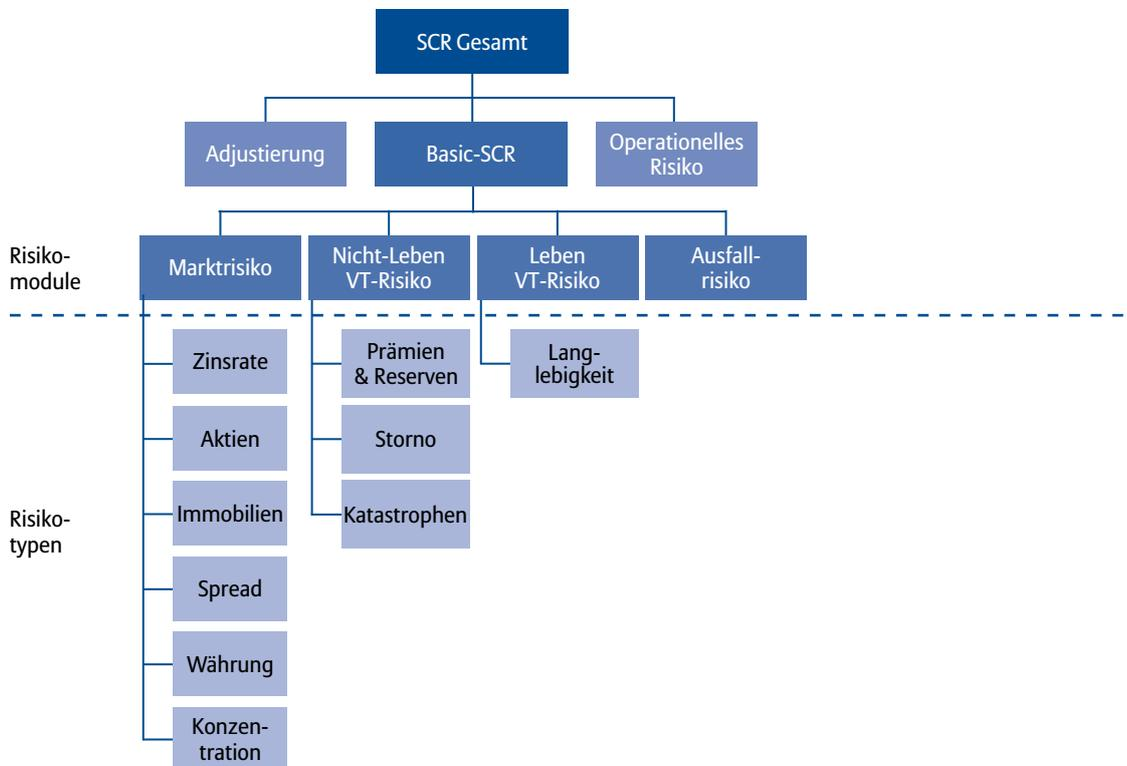 SCR Gesamt
Adjustierung
Basic-SCR
Operationelles
Risiko
Risiko-
module
Marktrisiko
Nicht-Leben
VT-Risiko
Leben
VT-Risiko
Ausfall-
risiko
Risiko-
typen
Zinsrate
Aktien
Immobilien
Spread
Währung
Konzen-
tration
Prämien
& Reserven
Storno
Katastrophen
Lang-
lebigkeit